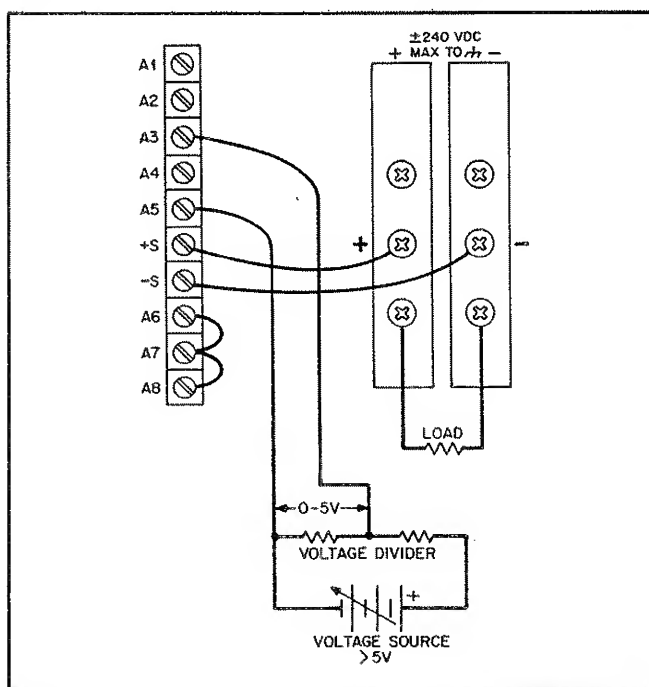 ±240 VDC
+ MAX TO ⏚ −
A1
A2
A3
A4
A5
+S
−S
A6
A7
A8
+
−
LOAD
0-5V
VOLTAGE DIVIDER
+
VOLTAGE SOURCE
>5V